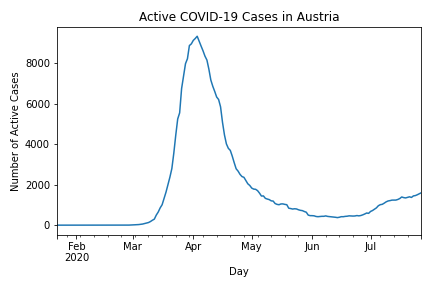 Active COVID-19 Cases in Austria
Number of Active Cases
8000
6000
4000
2000
0
Feb
2020
Mar
Apr
May
Jun
Jul
Day